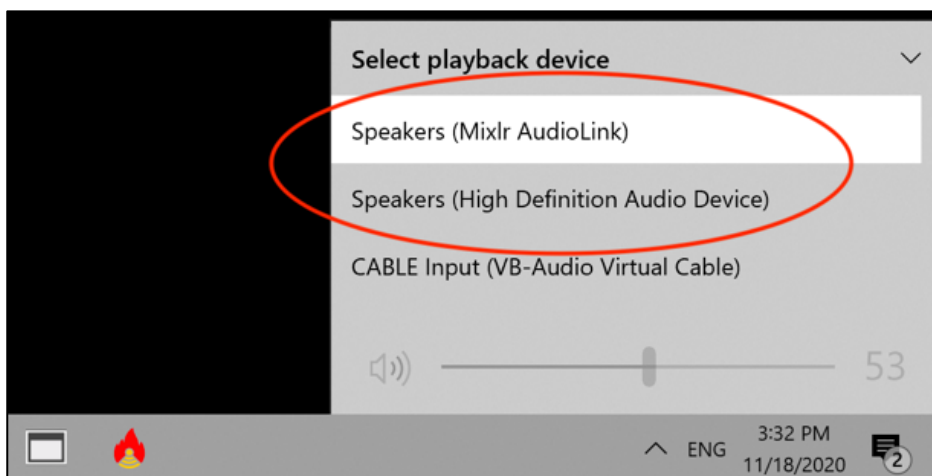 Select playback device
Speakers (Mixlr AudioLink)
Speakers (High Definition Audio Device)
CABLE Input (VB-Audio Virtual Cable)
53
ENG
3:32 PM
11/18/2020
2